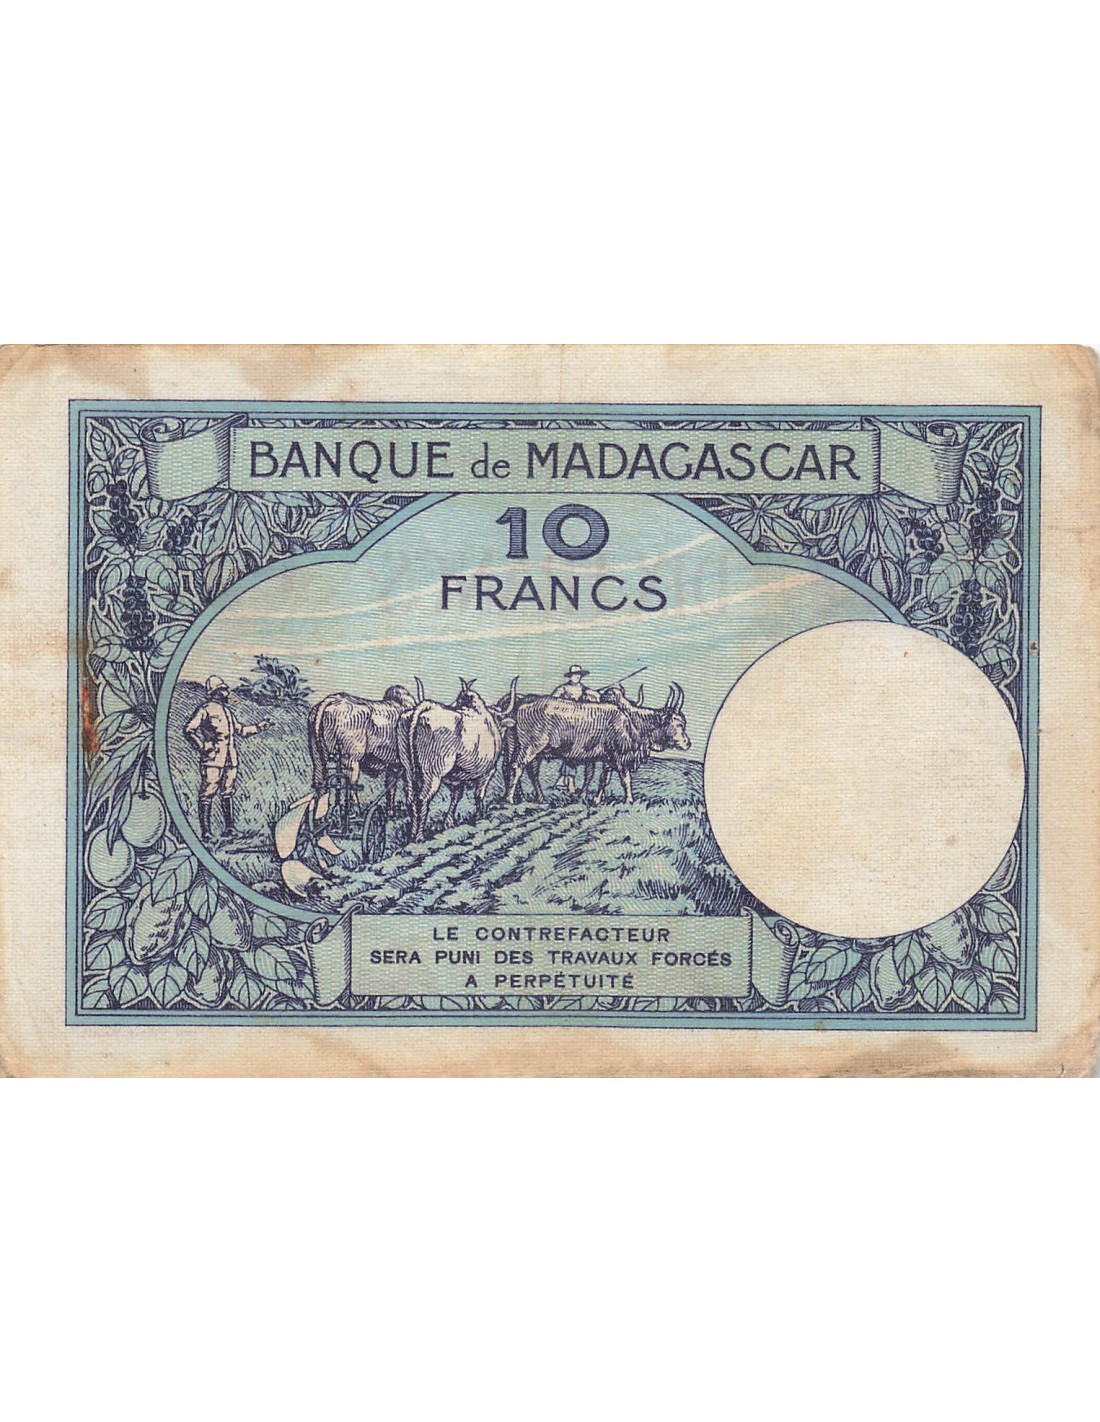 BANQUE de MADAGASCAR
10
FRANCS
LE CONTREFACTEUR
SERA PUNI DES TRAVAUX FORCÉS
A PERPÉTUITÉ